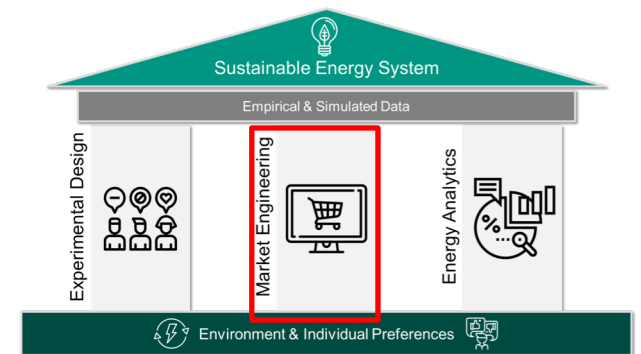 Sustainable Energy System
Empirical & Simulated Data
Experimental Design
Market Engineering
Energy Analytics
%
Environment & Individual Preferences